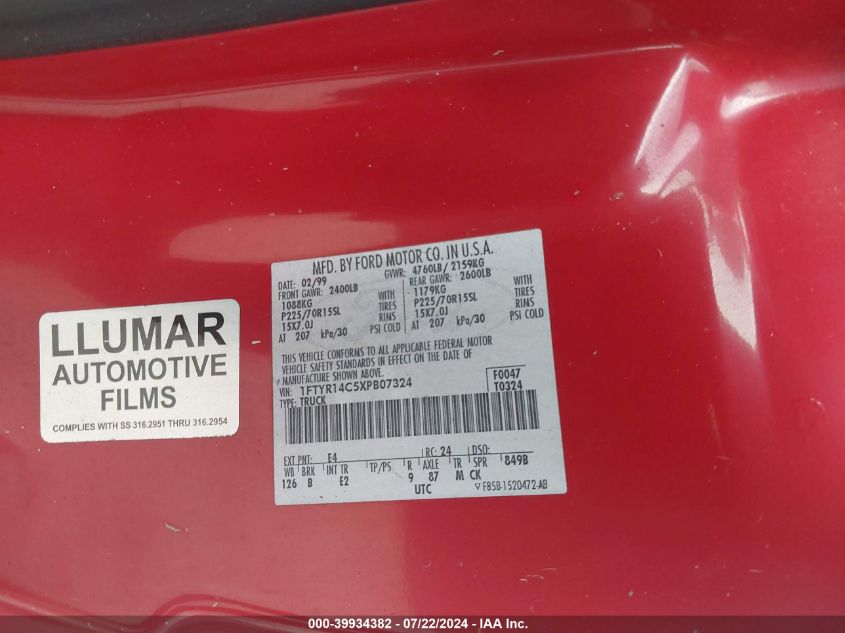 LLUMAR
AUTOMOTIVE
FILMS
COMPLIES WITH SS 316.2951 THRU 316.2954
MFD. BY FORD MOTOR CO. IN U.S.A.
DATE: 02/99 GVWR: 4760LB/ 2159KG
FRONT GAWR: 2400LB REAR GAWR: 2600LB
1088KG WITH 1179KG WITH
P225/70R15SL TIRES P225/70R15SL TIRES
15X7.0J RINS 15X7.0J RINS
AT 207 kPa/30 PSI COLD AT 207 kPa/30 PSI COLD
THIS VEHICLE CONFORMS TO ALL APPLICABLE FEDERAL MOTOR
VEHICLE SAFETY STANDARDS IN EFFECT ON THE DATE OF
MANUFACTURE SHOWN ABOVE.
VIN: 1FTYR14C5XPB07324 F0047
TYPE: TRUCK T0324
EXT PNT: E4 RC: 24 DSO:
WB BRK INT TR TP/PS R AXLE TR SPR 849B
126 B E2 9 87 M CK
UTC F85B-1520472-AB
000-39934382 - 07/22/2024 - IAA Inc.